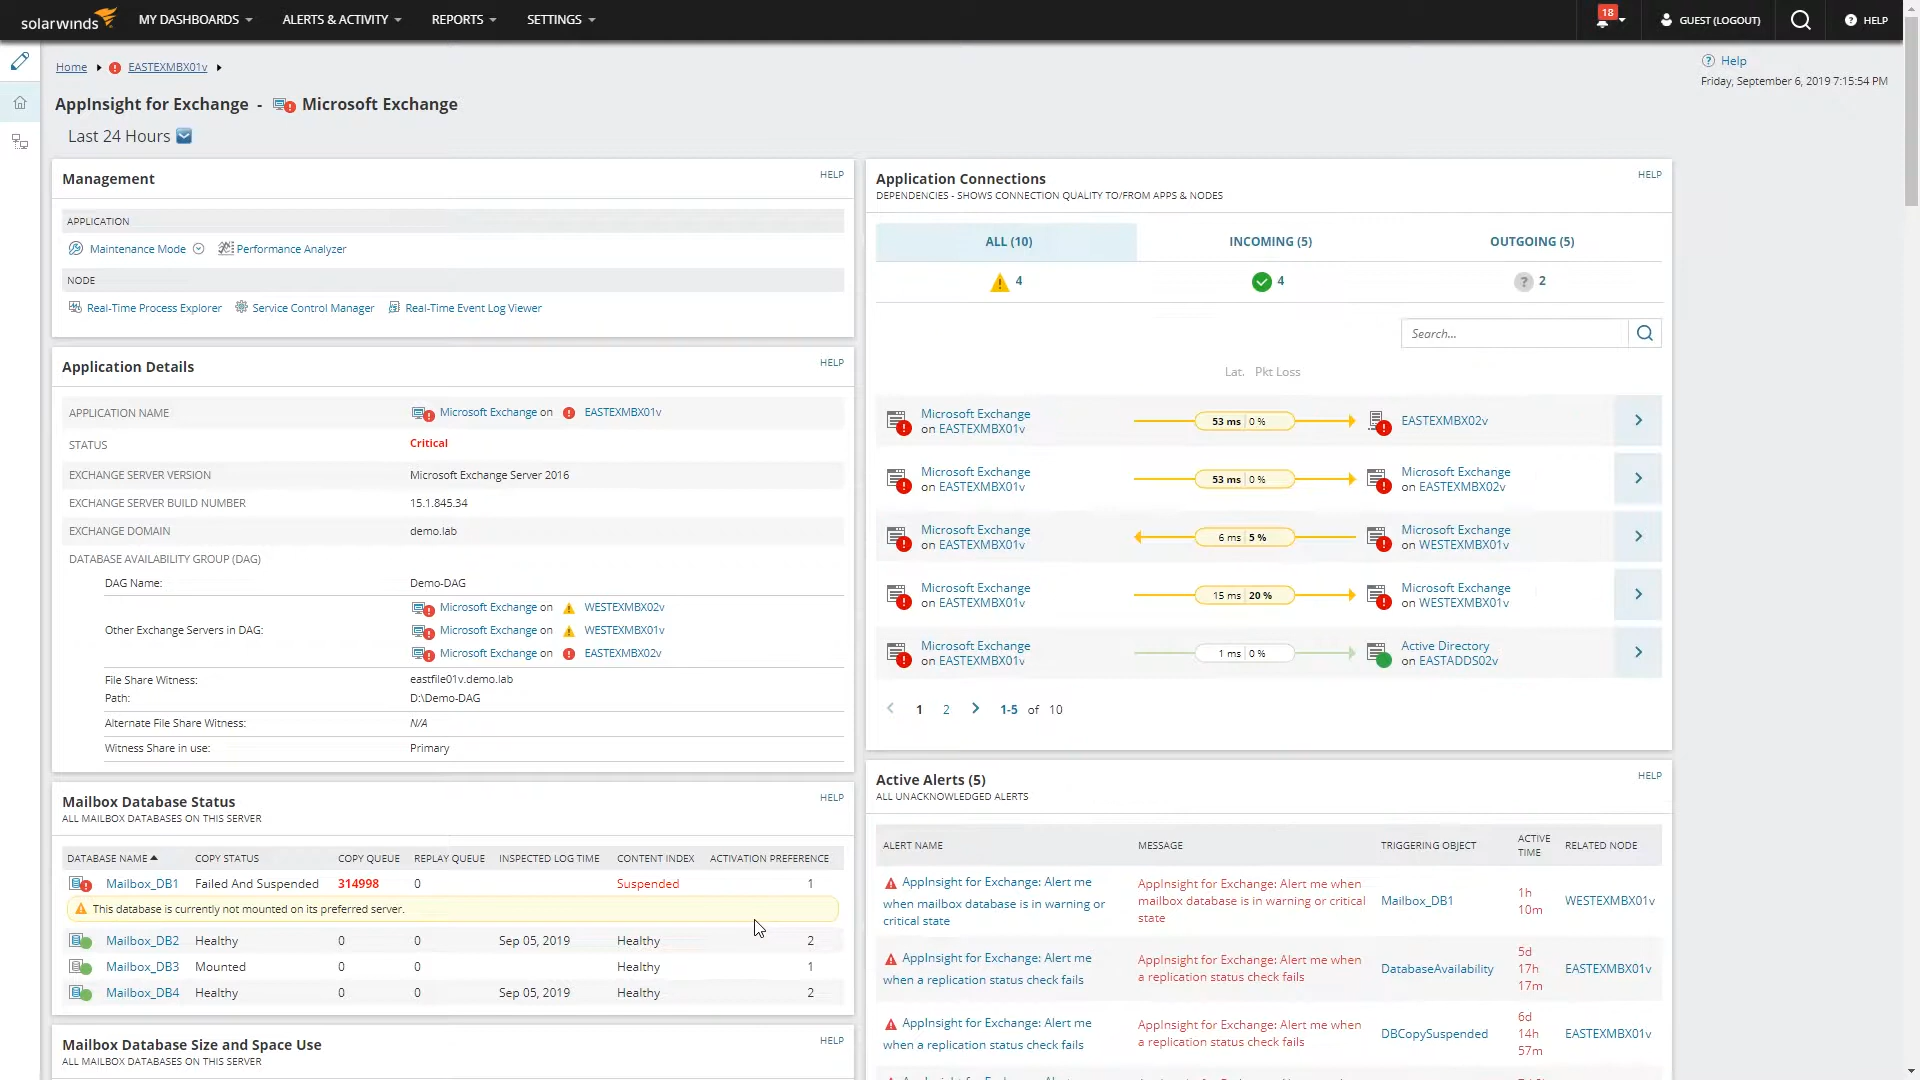 solarwinds MY DASHBOARDS ALERTS & ACTIVITY REPORTS SETTINGS 18 GUEST (LOGOUT) ? HELP
Home EASTEXMBX01v
? Help
Friday, September 6, 2019 7:15:54 PM
AppInsight for Exchange - Microsoft Exchange
Last 24 Hours
Management HELP
APPLICATION
Maintenance Mode Performance Analyzer
NODE
Real-Time Process Explorer Service Control Manager Real-Time Event Log Viewer
Application Details HELP
APPLICATION NAME Microsoft Exchange on EASTEXMBX01v
STATUS Critical
EXCHANGE SERVER VERSION Microsoft Exchange Server 2016
EXCHANGE SERVER BUILD NUMBER 15.1.845.34
EXCHANGE DOMAIN demo.lab
DATABASE AVAILABILITY GROUP (DAG)
DAG Name: Demo-DAG
Microsoft Exchange on WESTEXMBX02v
Other Exchange Servers in DAG: Microsoft Exchange on WESTEXMBX01v
Microsoft Exchange on EASTEXMBX02v
File Share Witness: eastfile01v.demo.lab
Path: D:\Demo-DAG
Alternate File Share Witness: N/A
Witness Share in use: Primary
Mailbox Database Status HELP
ALL MAILBOX DATABASES ON THIS SERVER
DATABASE NAME COPY STATUS COPY QUEUE REPLAY QUEUE INSPECTED LOG TIME CONTENT INDEX ACTIVATION PREFERENCE
Mailbox_DB1 Failed And Suspended 314998 0 Suspended 1
This database is currently not mounted on its preferred server.
Mailbox_DB2 Healthy 0 0 Sep 05, 2019 Healthy 2
Mailbox_DB3 Mounted 0 0 Healthy 1
Mailbox_DB4 Healthy 0 0 Sep 05, 2019 Healthy 2
Mailbox Database Size and Space Use HELP
ALL MAILBOX DATABASES ON THIS SERVER
Application Connections HELP
DEPENDENCIES - SHOWS CONNECTION QUALITY TO/FROM APPS & NODES
ALL (10) INCOMING (5) OUTGOING (5)
4 4 ? 2
Search...
Lat. Pkt Loss
Microsoft Exchange
on EASTEXMBX01v 53 ms 0 % EASTEXMBX02v
Microsoft Exchange 53 ms 0 % Microsoft Exchange
on EASTEXMBX01v on EASTEXMBX02v
Microsoft Exchange 6 ms 5 % Microsoft Exchange
on EASTEXMBX01v on WESTEXMBX01v
Microsoft Exchange 15 ms 20 % Microsoft Exchange
on EASTEXMBX01v on WESTEXMBX01v
Microsoft Exchange 1 ms 0 % Active Directory
on EASTEXMBX01v on EASTADDS02v
1 2 1-5 of 10
Active Alerts (5) HELP
ALL UNACKNOWLEDGED ALERTS
ALERT NAME MESSAGE TRIGGERING OBJECT ACTIVE TIME RELATED NODE
AppInsight for Exchange: Alert me AppInsight for Exchange: Alert me when 1h
when mailbox database is in warning or mailbox database is in warning or critical Mailbox_DB1 10m WESTEXMBX01v
critical state state
AppInsight for Exchange: Alert me AppInsight for Exchange: Alert me when 5d
when a replication status check fails a replication status check fails DatabaseAvailability 17h EASTEXMBX01v
17m
AppInsight for Exchange: Alert me AppInsight for Exchange: Alert me when 6d
when a replication status check fails a replication status check fails DBCopySuspended 14h EASTEXMBX01v
57m